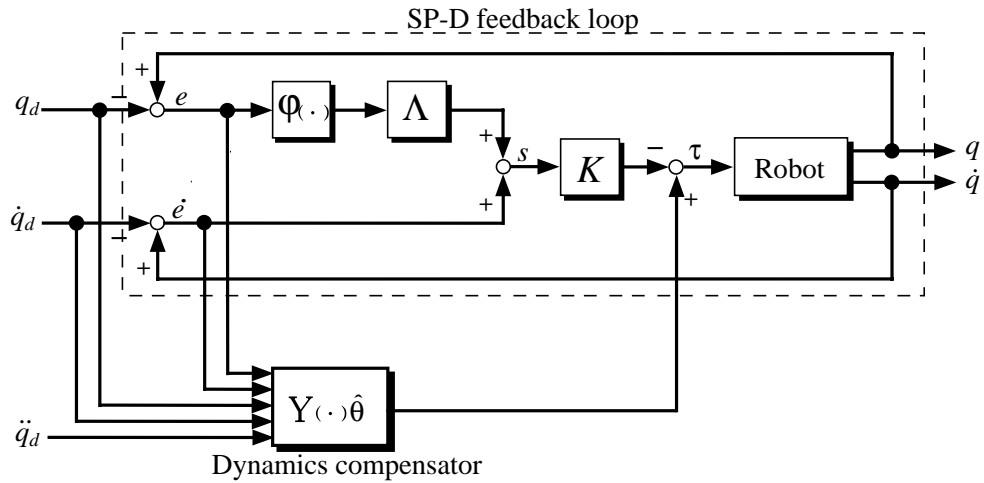 SP-D feedback loop
+
q_d
−
e
φ(·)
Λ
+
s
K
−
τ
Robot
q
q̇
q̇_d
−
ė
+
+
+
Y(·)θ̂
q̈_d
Dynamics compensator